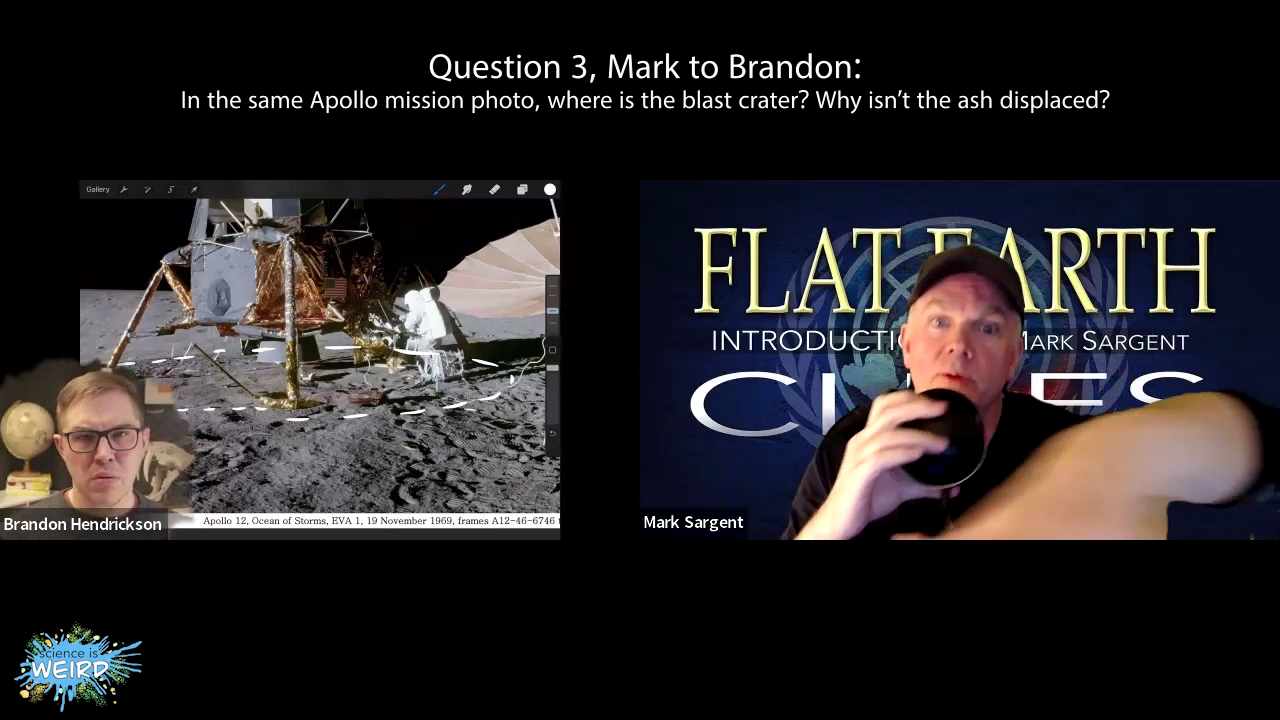 Question 3, Mark to Brandon:
In the same Apollo mission photo, where is the blast crater? Why isn't the ash displaced?
Gallery
FLAT EARTH
INTRODUCTI MARK SARGENT
CLUES
Brandon Hendrickson
Apollo 12, Ocean of Storms, EVA 1, 19 November 1969, frames A12-46-6746
Mark Sargent
science is
WEIRD